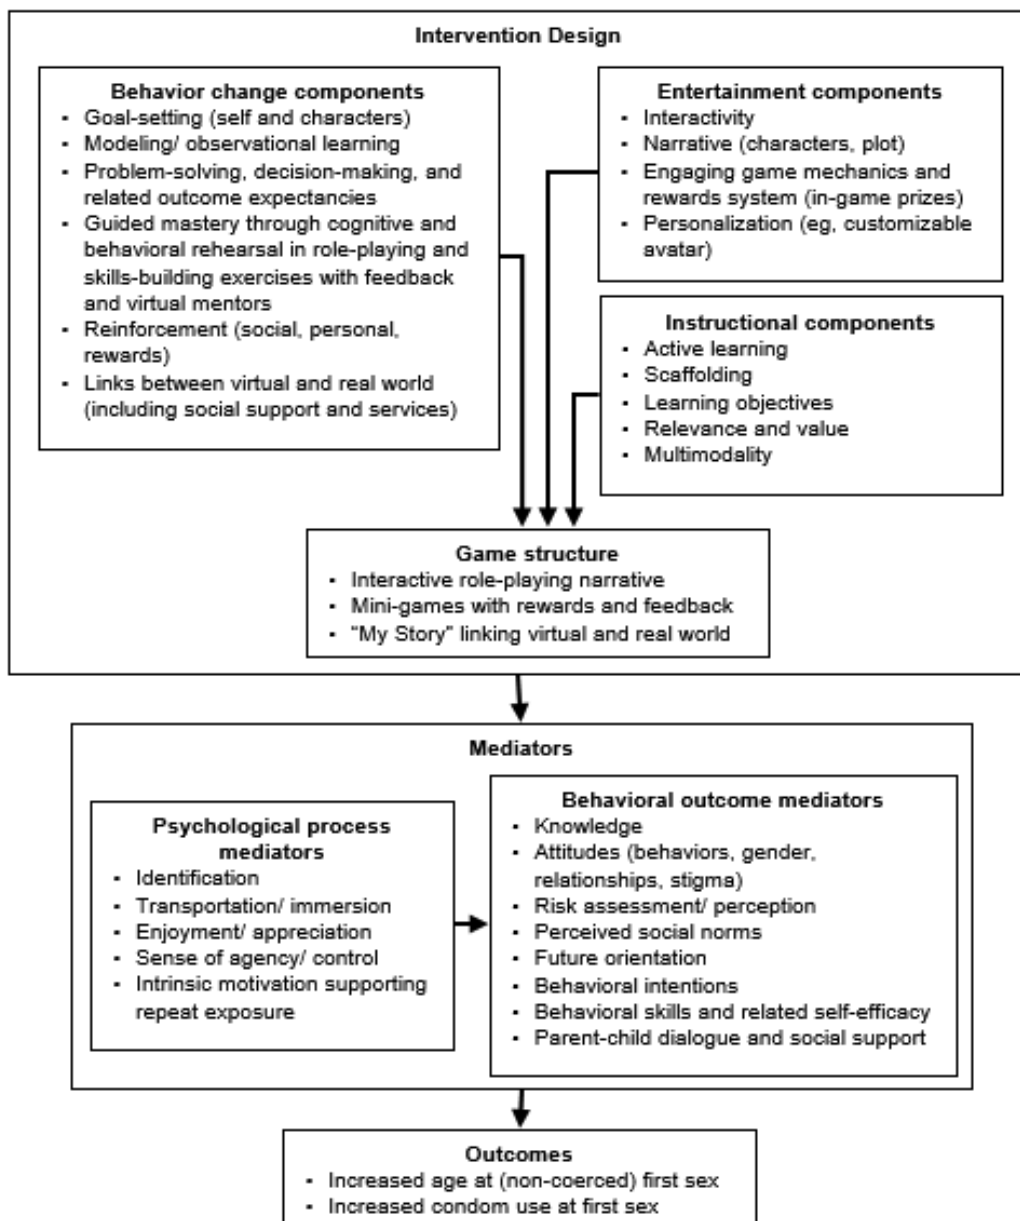 Intervention Design
Behavior change components
▪ Goal-setting (self and characters)
▪ Modeling/ observational learning
▪ Problem-solving, decision-making, and
related outcome expectancies
▪ Guided mastery through cognitive and
behavioral rehearsal in role-playing and
skills-building exercises with feedback
and virtual mentors
▪ Reinforcement (social, personal,
rewards)
▪ Links between virtual and real world
(including social support and services)
Entertainment components
▪ Interactivity
▪ Narrative (characters, plot)
▪ Engaging game mechanics and
rewards system (in-game prizes)
▪ Personalization (eg, customizable
avatar)
Instructional components
▪ Active learning
▪ Scaffolding
▪ Learning objectives
▪ Relevance and value
▪ Multimodality
Game structure
▪ Interactive role-playing narrative
▪ Mini-games with rewards and feedback
▪ “My Story” linking virtual and real world
Mediators
Psychological process
mediators
▪ Identification
▪ Transportation/ immersion
▪ Enjoyment/ appreciation
▪ Sense of agency/ control
▪ Intrinsic motivation supporting
repeat exposure
Behavioral outcome mediators
▪ Knowledge
▪ Attitudes (behaviors, gender,
relationships, stigma)
▪ Risk assessment/ perception
▪ Perceived social norms
▪ Future orientation
▪ Behavioral intentions
▪ Behavioral skills and related self-efficacy
▪ Parent-child dialogue and social support
Outcomes
▪ Increased age at (non-coerced) first sex
▪ Increased condom use at first sex